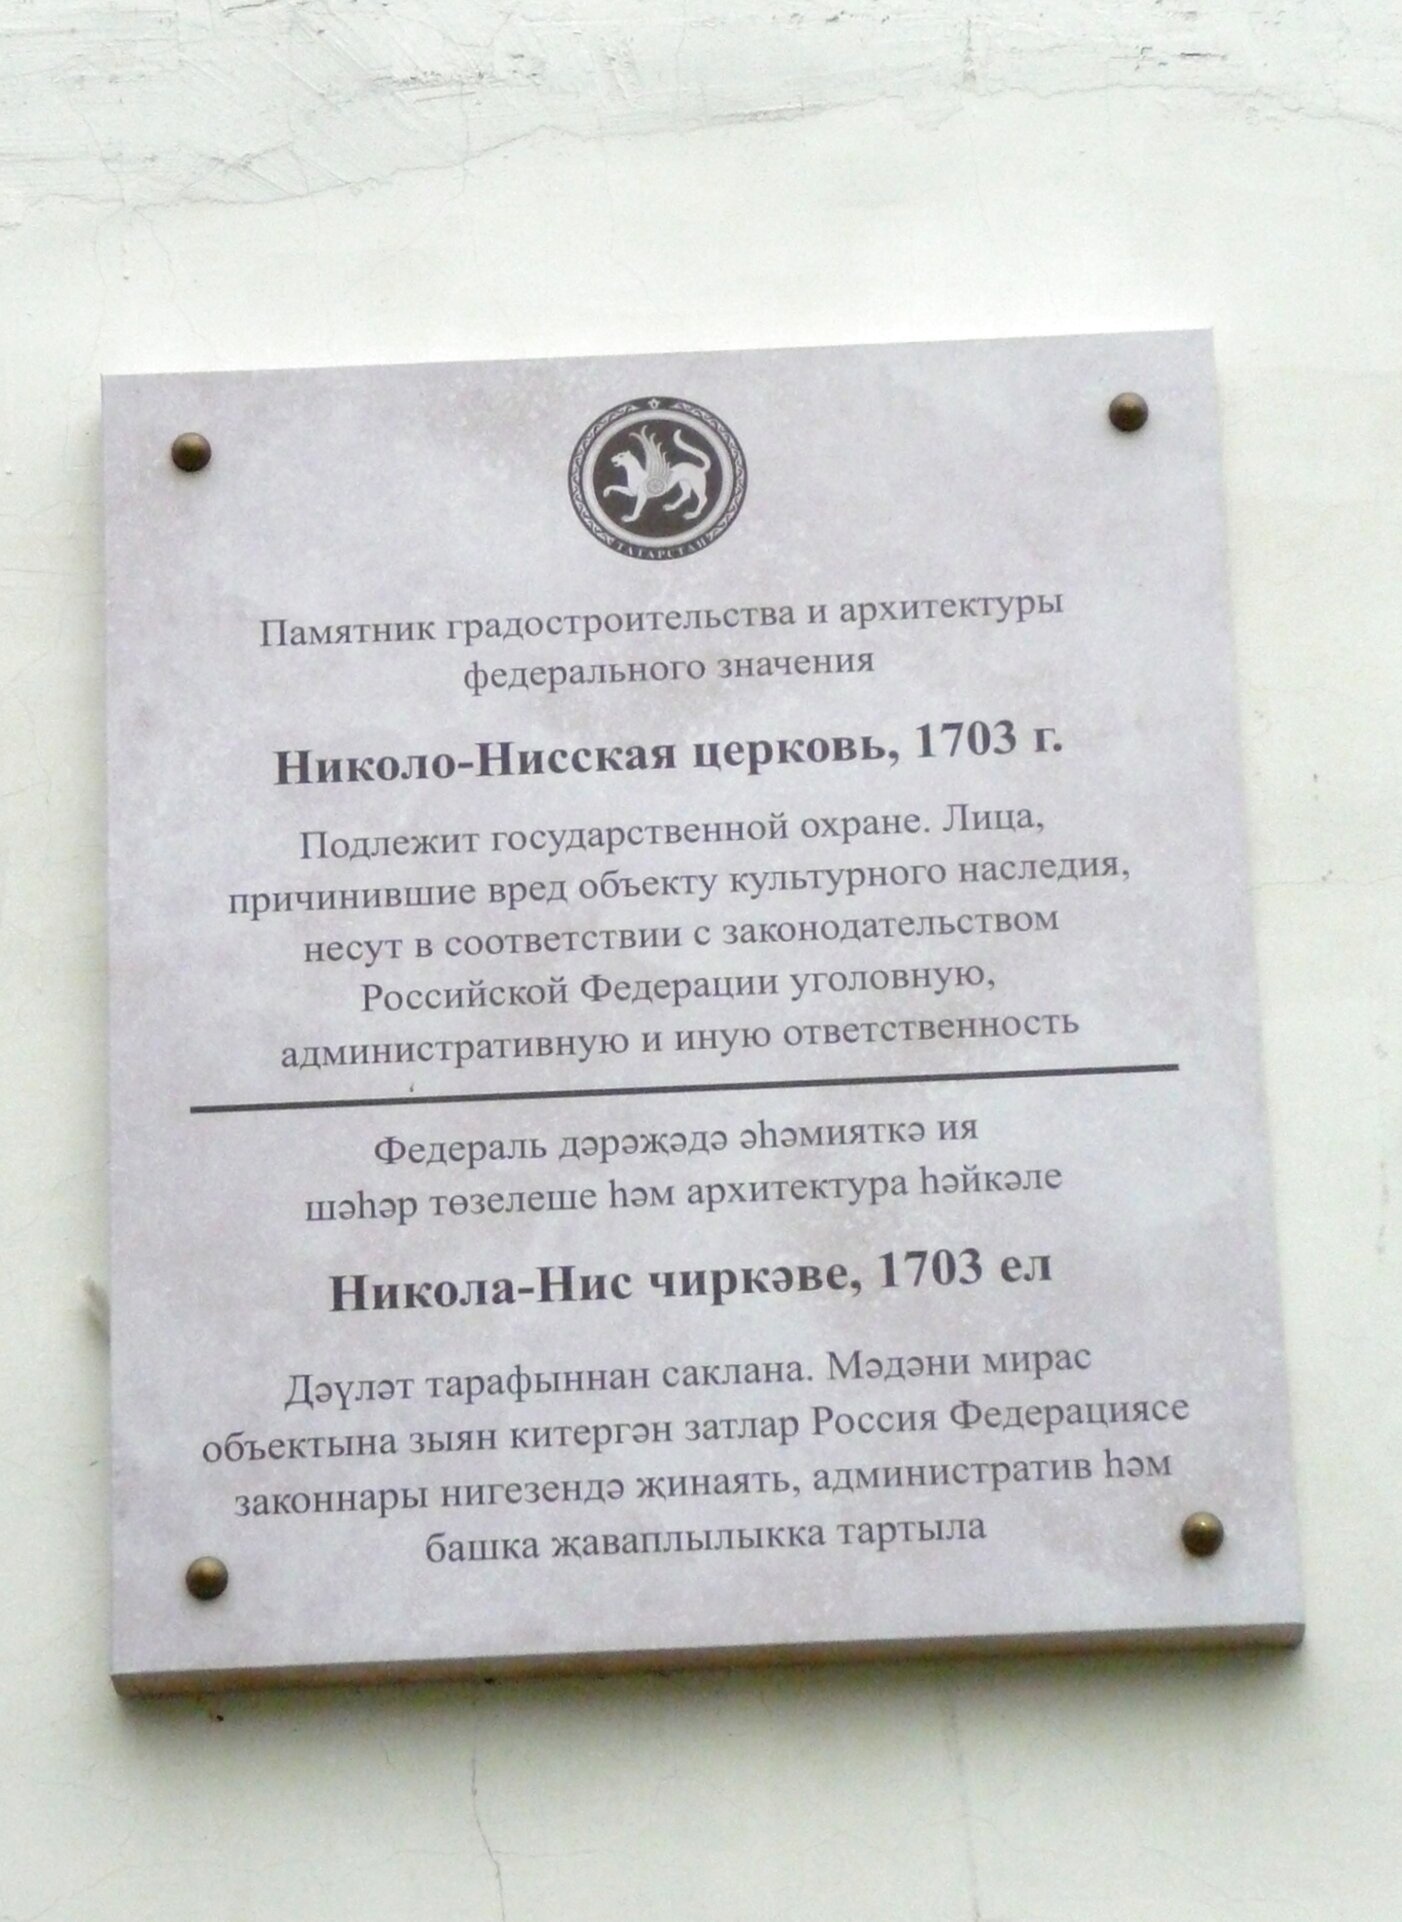 ТАТАРСТАН
Памятник градостроительства и архитектуры
федерального значения
Николо-Нисская церковь, 1703 г.
Подлежит государственной охране. Лица,
причинившие вред объекту культурного наследия,
несут в соответствии с законодательством
Российской Федерации уголовную,
административную и иную ответственность
Федераль дәрәҗәдә әһәмияткә ия
шәһәр төзелеше һәм архитектура һәйкәле
Никола-Нис чиркәве, 1703 ел
Дәүләт тарафыннан саклана. Мәдәни мирас
объектына зыян китергән затлар Россия Федерациясе
законнары нигезендә җинаять, административ һәм
башка җаваплылыкка тартыла